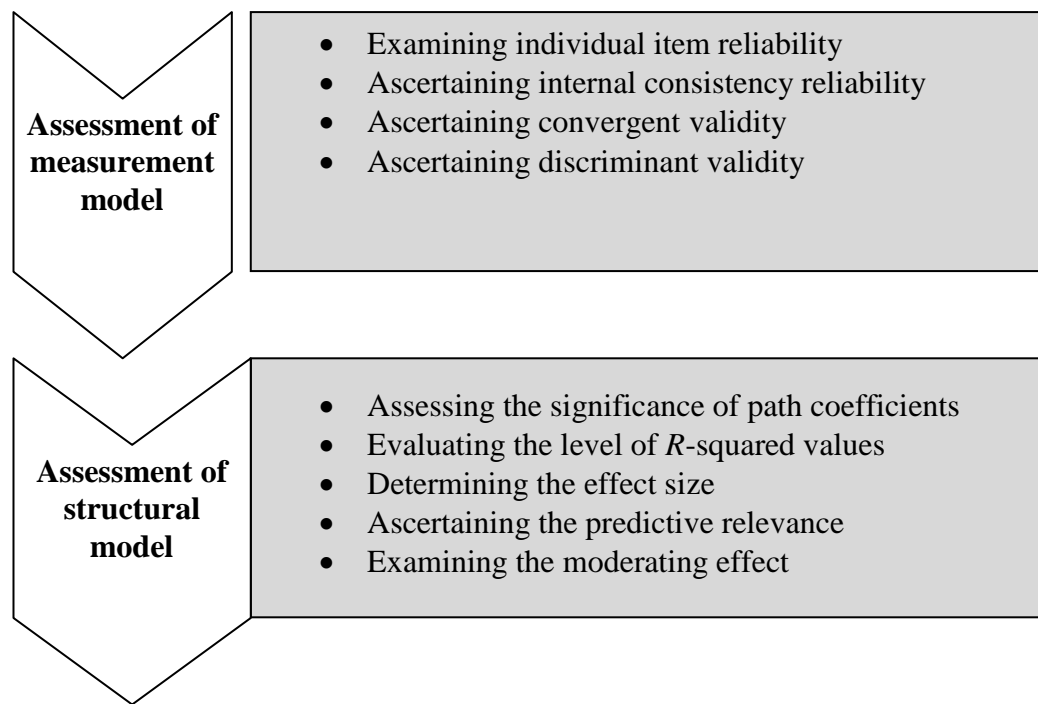 Assessment of
measurement
model
• Examining individual item reliability
• Ascertaining internal consistency reliability
• Ascertaining convergent validity
• Ascertaining discriminant validity
Assessment of
structural
model
• Assessing the significance of path coefficients
• Evaluating the level of R-squared values
• Determining the effect size
• Ascertaining the predictive relevance
• Examining the moderating effect